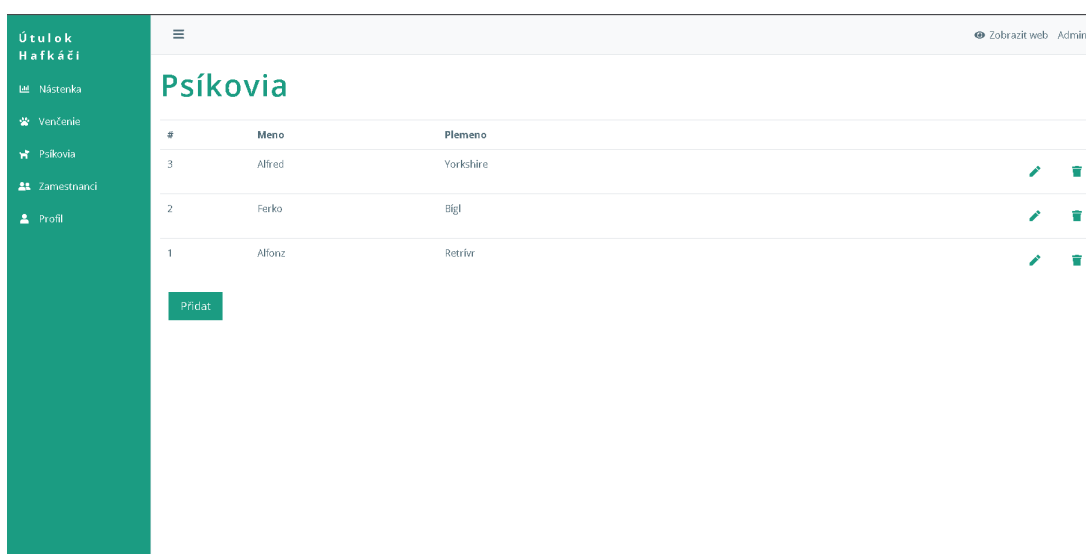 Útulok
Hafkáči
Nástenka
Venčenie
Psíkovia
Zamestnanci
Profil
Zobrazit web Admin
Psíkovia
# Meno Plemeno
3 Alfred Yorkshire
2 Ferko Bígl
1 Alfonz Retrívr
Přidat